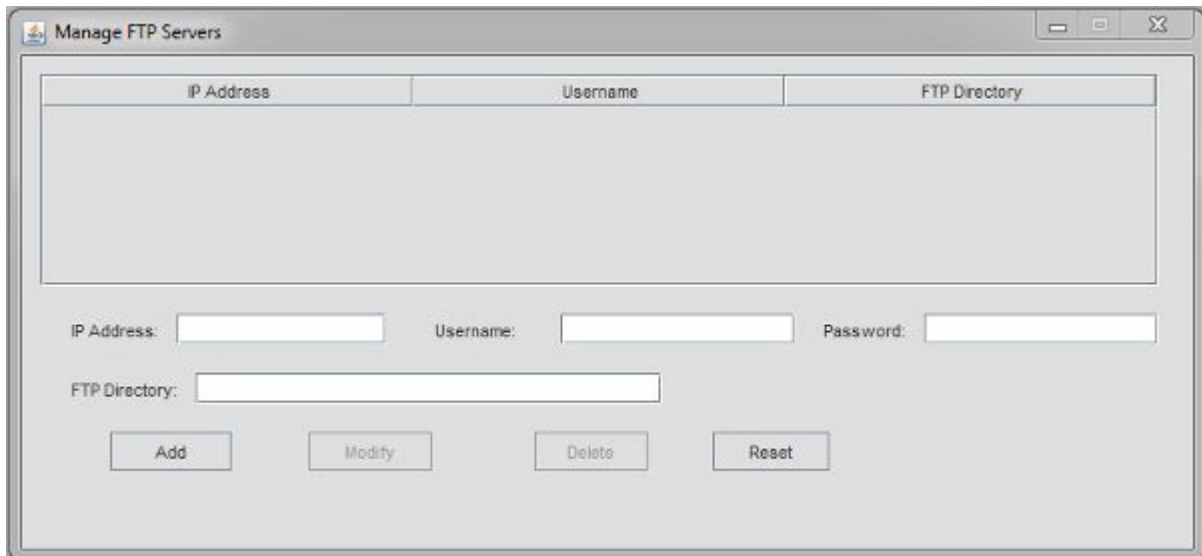 Manage FTP Servers
IP Address Username FTP Directory
IP Address: Username: Password:
FTP Directory:
Add Modify Delete Reset